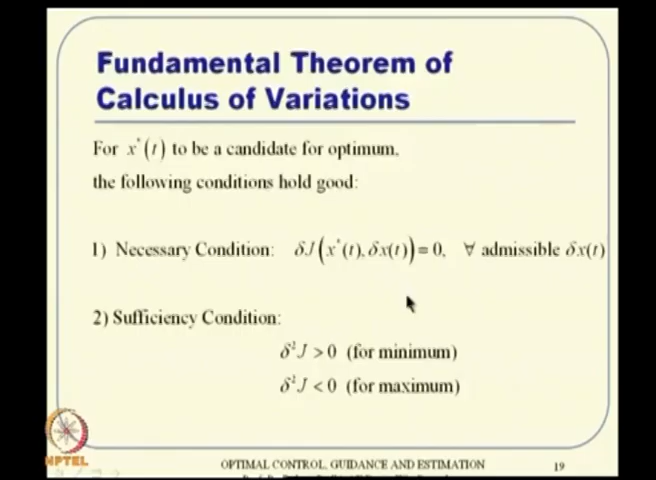 Fundamental Theorem of
Calculus of Variations
For x*(t) to be a candidate for optimum,
the following conditions hold good:
1) Necessary Condition: δJ(x*(t), δx(t)) = 0, ∀ admissible δx(t)
2) Sufficiency Condition:
δ²J > 0 (for minimum)
δ²J < 0 (for maximum)
NPTEL
OPTIMAL CONTROL, GUIDANCE AND ESTIMATION
19